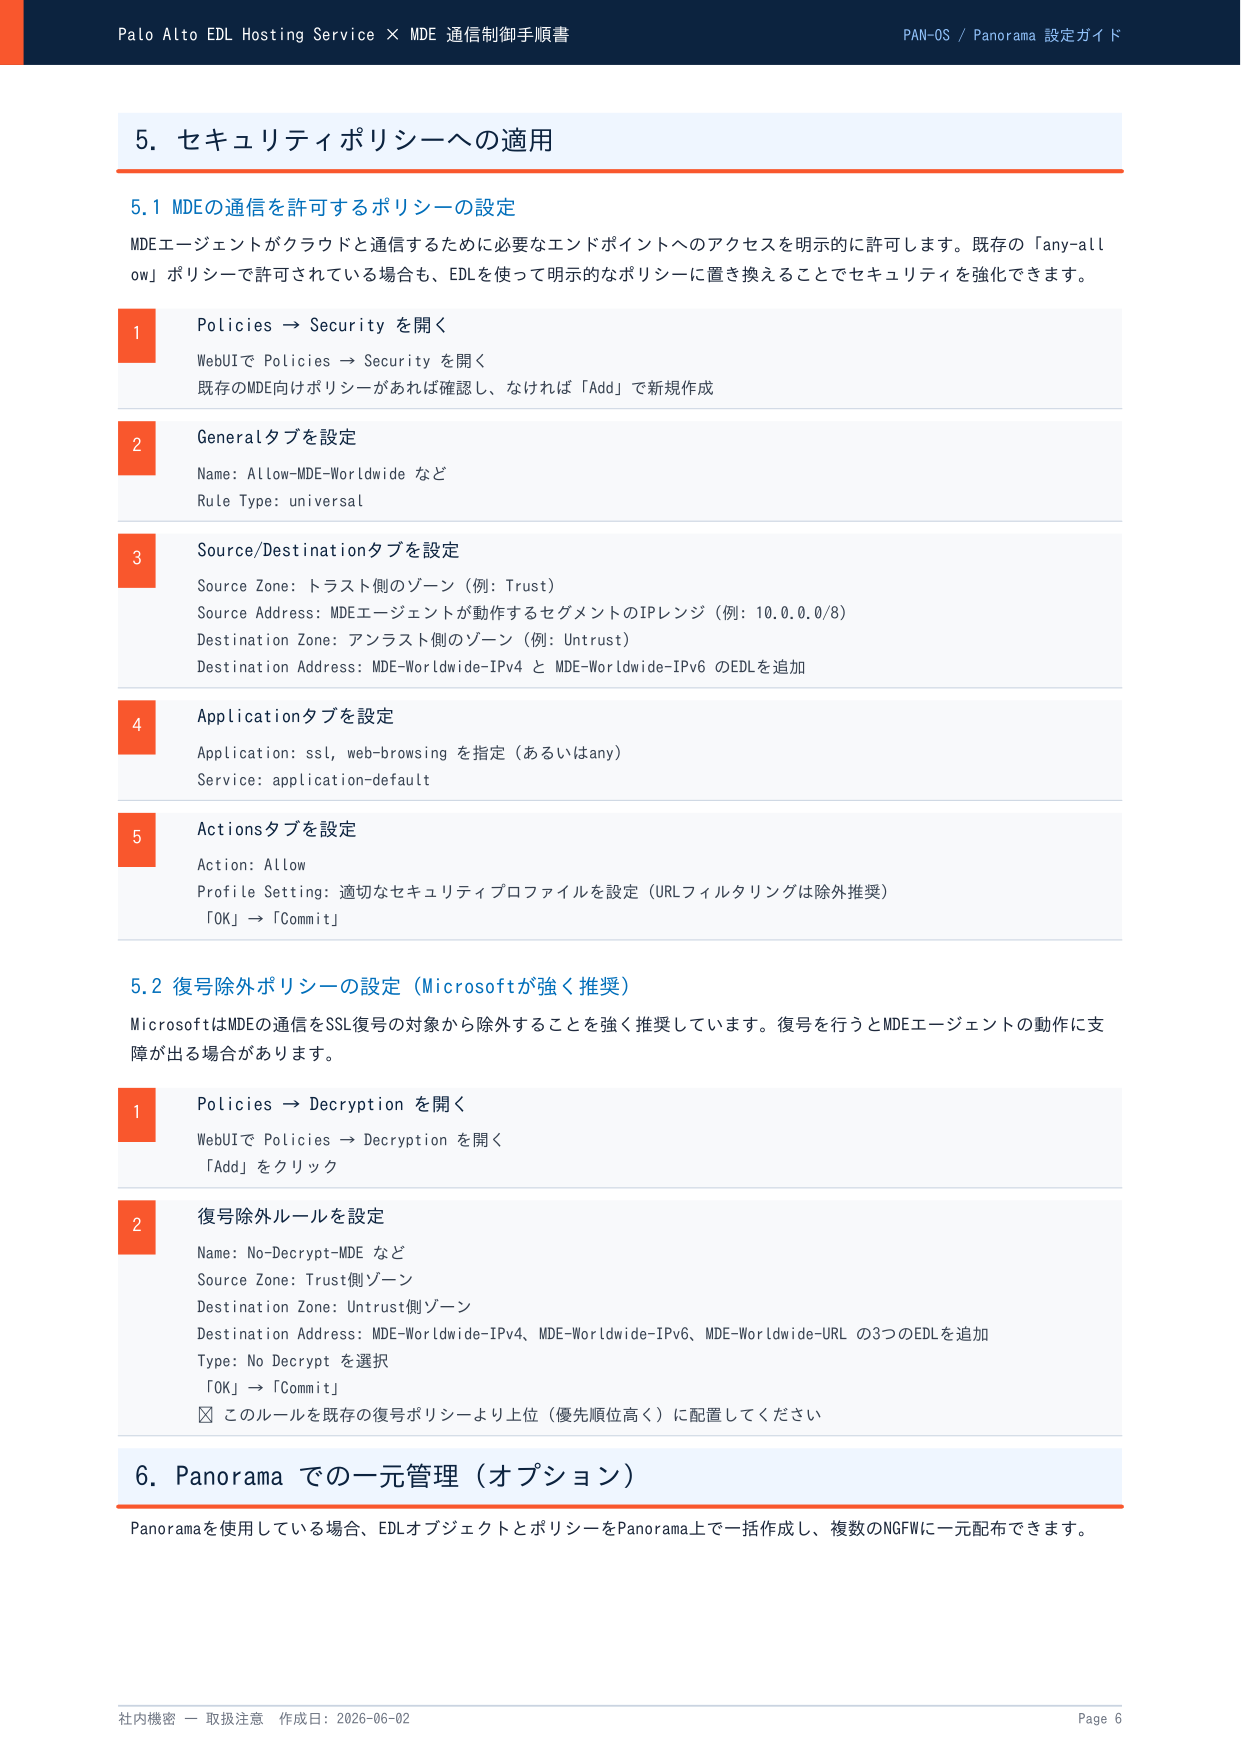 Palo Alto EDL Hosting Service × MDE 通信制御手順書
PAN-OS / Panorama 設定ガイド
5. セキュリティポリシーへの適用
5.1 MDEの通信を許可するポリシーの設定
MDEエージェントがクラウドと通信するために必要なエンドポイントへのアクセスを明示的に許可します。既存の「any-all
ow」ポリシーで許可されている場合も、EDLを使って明示的なポリシーに置き換えることでセキュリティを強化できます。
1
Policies → Security を開く
WebUIで Policies → Security を開く
既存のMDE向けポリシーがあれば確認し、なければ「Add」で新規作成
2
Generalタブを設定
Name: Allow-MDE-Worldwide など
Rule Type: universal
3
Source/Destinationタブを設定
Source Zone: トラスト側のゾーン（例: Trust）
Source Address: MDEエージェントが動作するセグメントのIPレンジ（例: 10.0.0.0/8）
Destination Zone: アンラスト側のゾーン（例: Untrust）
Destination Address: MDE-Worldwide-IPv4 と MDE-Worldwide-IPv6 のEDLを追加
4
Applicationタブを設定
Application: ssl, web-browsing を指定（あるいはany）
Service: application-default
5
Actionsタブを設定
Action: Allow
Profile Setting: 適切なセキュリティプロファイルを設定（URLフィルタリングは除外推奨）
「OK」→「Commit」
5.2 復号除外ポリシーの設定（Microsoftが強く推奨）
MicrosoftはMDEの通信をSSL復号の対象から除外することを強く推奨しています。復号を行うとMDEエージェントの動作に支
障が出る場合があります。
1
Policies → Decryption を開く
WebUIで Policies → Decryption を開く
「Add」をクリック
2
復号除外ルールを設定
Name: No-Decrypt-MDE など
Source Zone: Trust側ゾーン
Destination Zone: Untrust側ゾーン
Destination Address: MDE-Worldwide-IPv4、MDE-Worldwide-IPv6、MDE-Worldwide-URL の3つのEDLを追加
Type: No Decrypt を選択
「OK」→「Commit」
このルールを既存の復号ポリシーより上位（優先順位高く）に配置してください
6. Panorama での一元管理（オプション）
Panoramaを使用している場合、EDLオブジェクトとポリシーをPanorama上で一括作成し、複数のNGFWに一元配布できます。
社内機密 — 取扱注意 作成日: 2026-06-02
Page 6